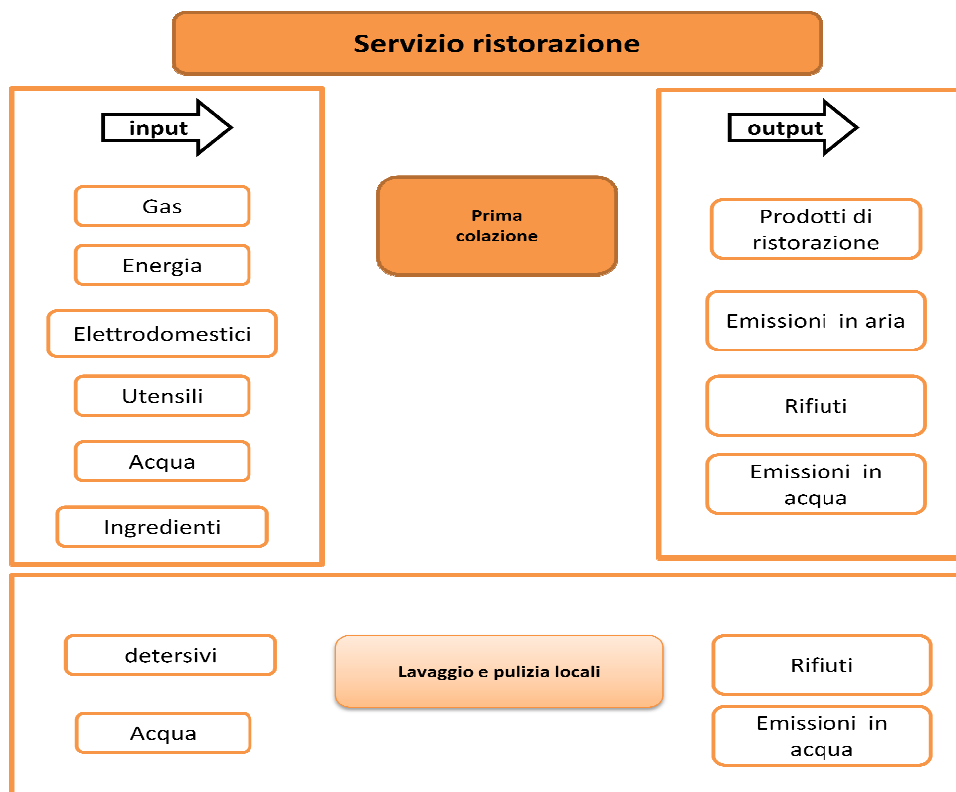 Servizio ristorazione
input
Gas
Energia
Elettrodomestici
Utensili
Acqua
Ingredienti
Prima
colazione
output
Prodotti di
ristorazione
Emissioni in aria
Rifiuti
Emissioni in
acqua
detersivi
Acqua
Lavaggio e pulizia locali
Rifiuti
Emissioni in
acqua